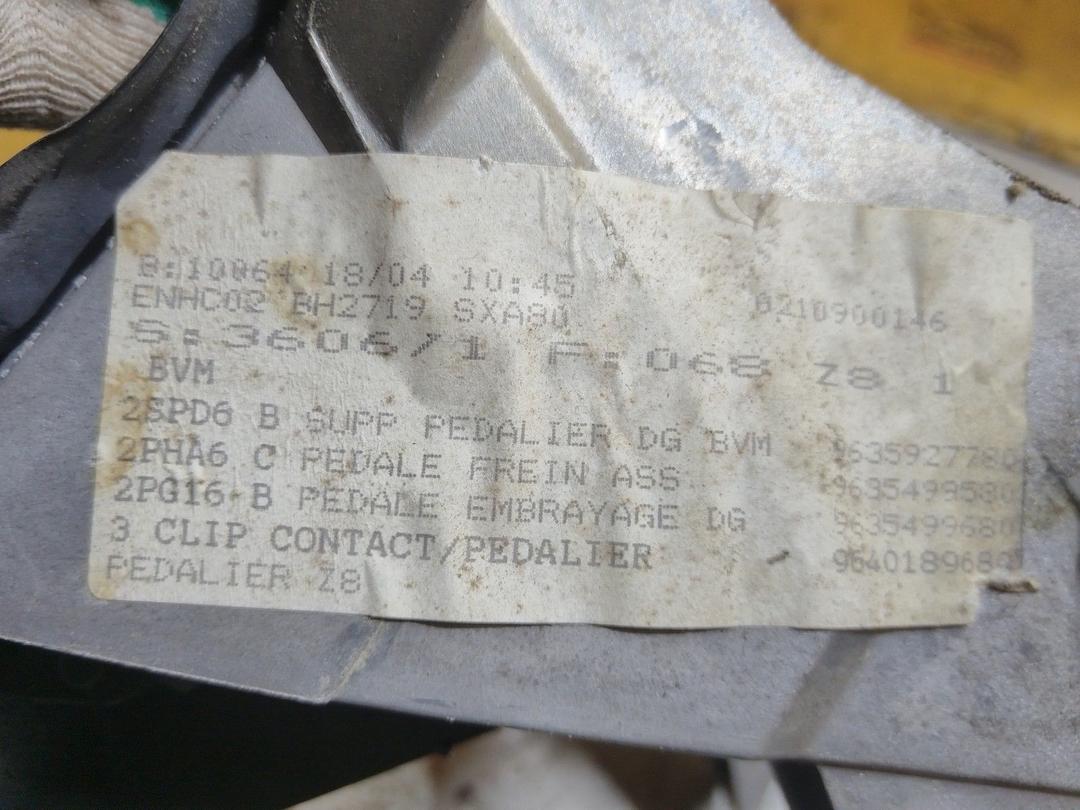 B:10064 18/04 10:45
ENHC02 BH2719 SXA80 0210900146
S:3606/1 F:068 Z8 1
BVM
2SPD6 B SUPP PEDALIER DG BVM 9635927780
2PHA6 C PEDALE FREIN ASS 9635499580
2PG16 B PEDALE EMBRAYAGE DG 9635499680
3 CLIP CONTACT/PEDALIER 9640189680
PEDALIER Z8